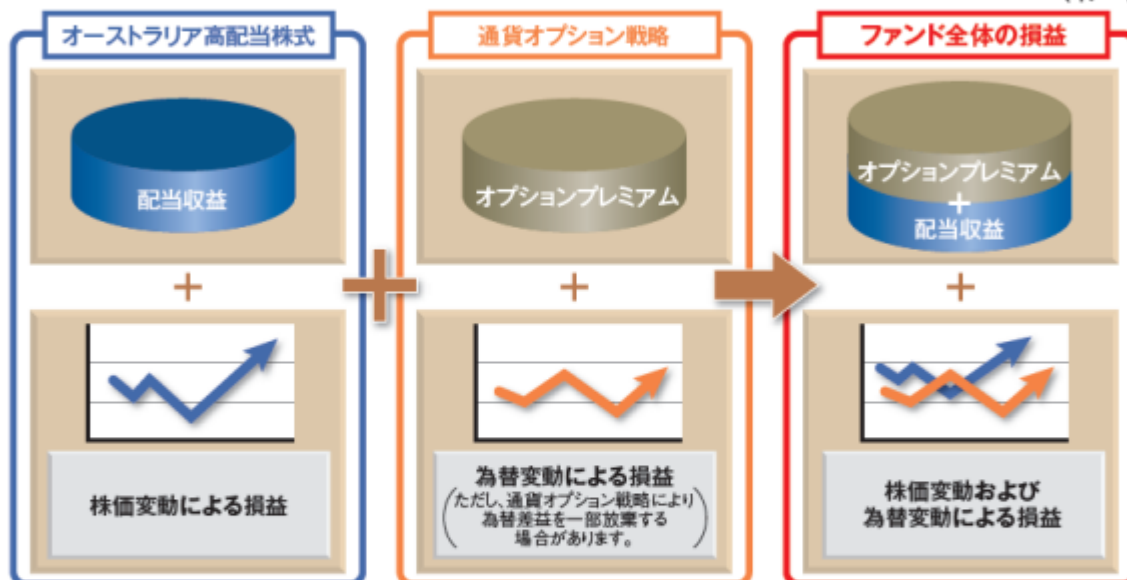 オーストラリア高配当株式
配当収益
+
株価変動による損益
+
通貨オプション戦略
オプションプレミアム
+
為替変動による損益
(ただし、通貨オプション戦略により
為替差益を一部放棄する
場合があります。)
ファンド全体の損益
オプションプレミアム
+
配当収益
+
株価変動および
為替変動による損益